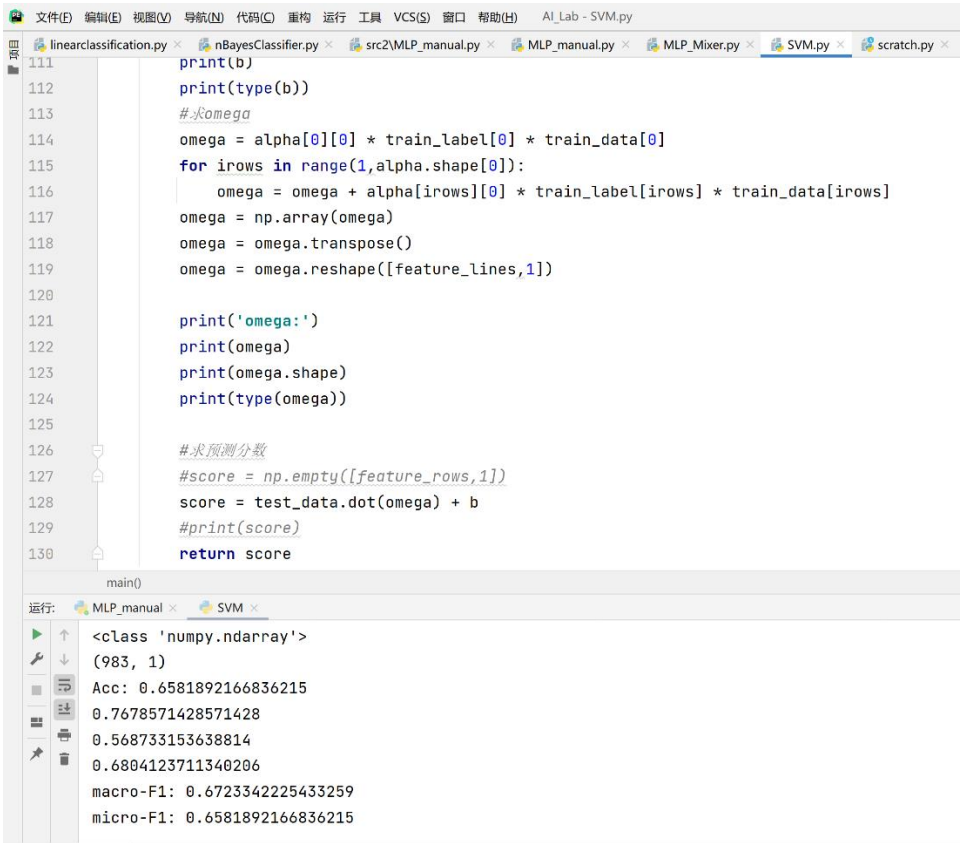 文件(F) 编辑(E) 视图(V) 导航(N) 代码(C) 重构 运行 工具 VCS(S) 窗口 帮助(H) AI_Lab - SVM.py
项目 linearclassification.py nBayesClassifier.py src2\MLP_manual.py MLP_manual.py MLP_Mixer.py SVM.py scratch.py
111 print(b)
112 print(type(b))
113 #求omega
114 omega = alpha[0][0] * train_label[0] * train_data[0]
115 for irows in range(1,alpha.shape[0]):
116 omega = omega + alpha[irows][0] * train_label[irows] * train_data[irows]
117 omega = np.array(omega)
118 omega = omega.transpose()
119 omega = omega.reshape([feature_lines,1])
120
121 print('omega:')
122 print(omega)
123 print(omega.shape)
124 print(type(omega))
125
126 #求预测分数
127 #score = np.empty([feature_rows,1])
128 score = test_data.dot(omega) + b
129 #print(score)
130 return score
main()
运行: MLP_manual SVM
<class 'numpy.ndarray'>
(983, 1)
Acc: 0.6581892166836215
0.7678571428571428
0.568733153638814
0.6804123711340206
macro-F1: 0.6723342225433259
micro-F1: 0.6581892166836215